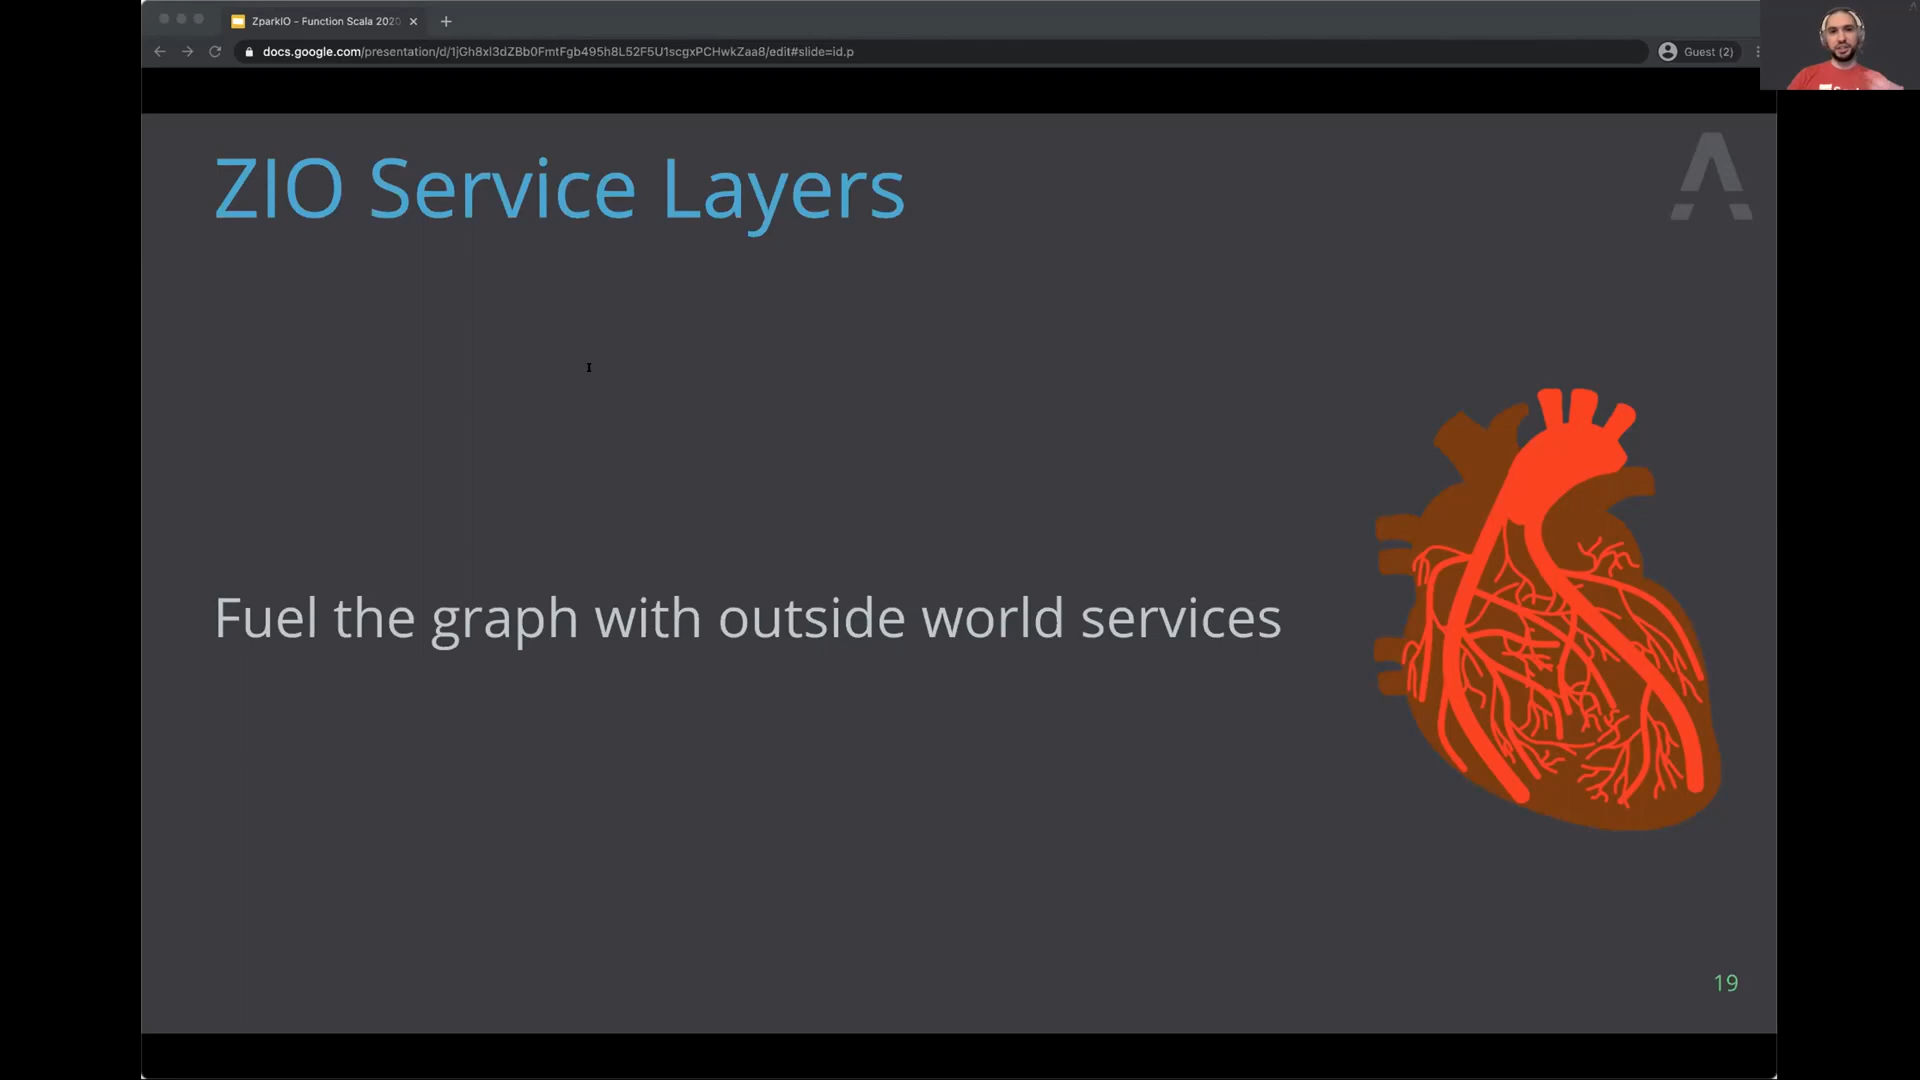 ZparkIO - Function Scala 2020
docs.google.com/presentation/d/1jGh8xI3dZBb0FmtFgb495h8L52F5U1scgxPCHwkZaa8/edit#slide=id.p
Guest (2)
ZIO Service Layers
Fuel the graph with outside world services
19